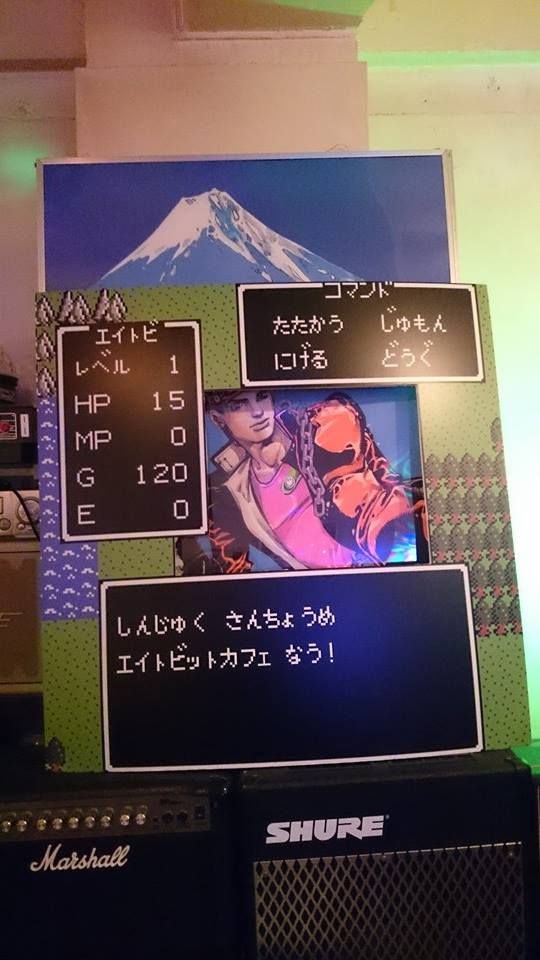 エイトビ
レベル 1
HP 15
MP 0
G 120
E 0
コマンド
たたかう じゅもん
にげる どうぐ
しんじゅく さんちょうめ
エイトビットカフェ なう!
Marshall
SHURE